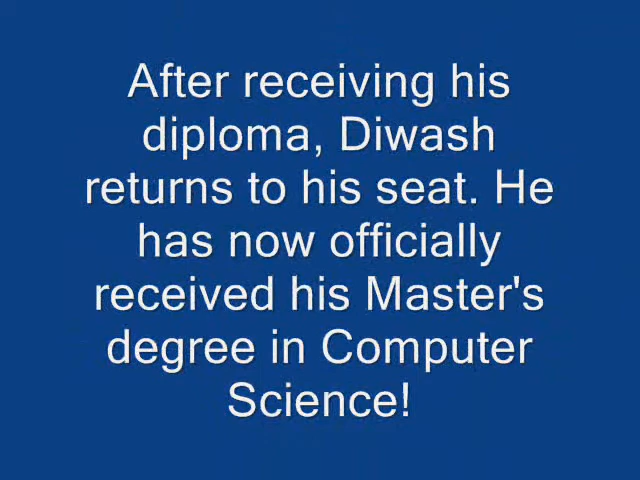 After receiving his
diploma, Diwash
returns to his seat. He
has now officially
received his Master's
degree in Computer
Science!